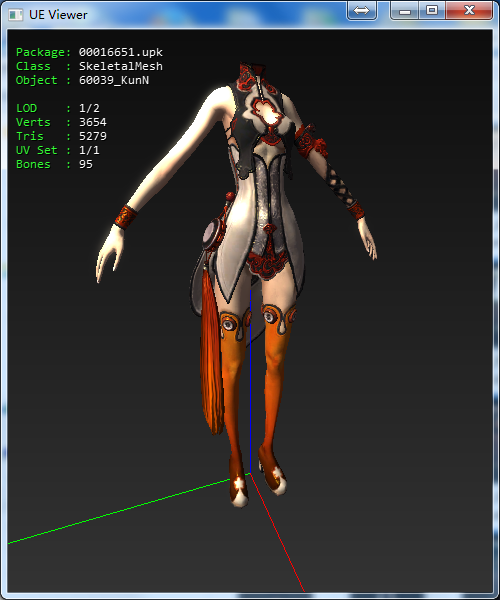 UE Viewer
Package: 00016651.upk
Class : SkeletalMesh
Object : 60039_KunN
LOD : 1/2
Verts : 3654
Tris : 5279
UV Set : 1/1
Bones : 95